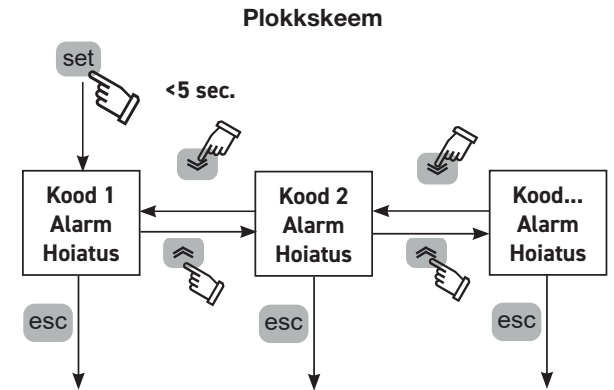 Plokkskeem
set
<5 sec.
Kood 1
Alarm
Hoiatus
Kood 2
Alarm
Hoiatus
Kood...
Alarm
Hoiatus
esc
esc
esc